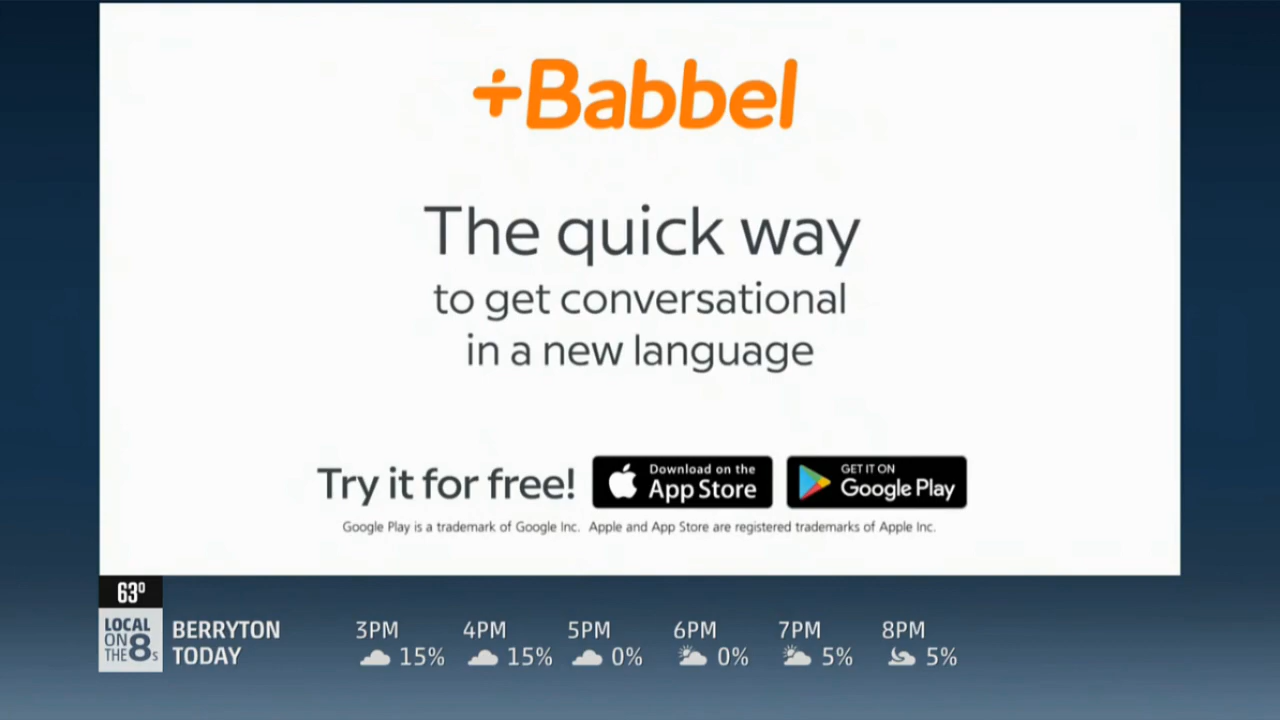 +Babbel
The quick way
to get conversational
in a new language
Try it for free!
Download on the
App Store
GET IT ON
Google Play
Google Play is a trademark of Google Inc. Apple and App Store are registered trademarks of Apple Inc.
63°
LOCAL
ON
THE 8s
BERRYTON
TODAY
3PM 4PM 5PM 6PM 7PM 8PM
15% 15% 0% 0% 5% 5%